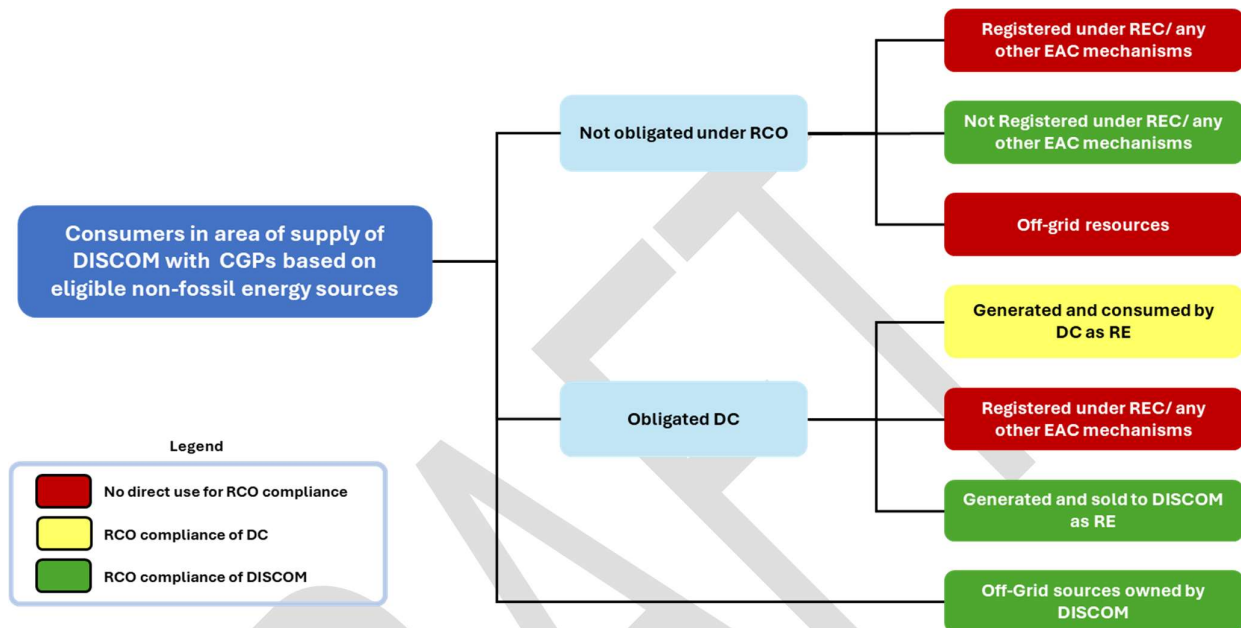 Registered under REC/ any
other EAC mechanisms
Not obligated under RCO
Not Registered under REC/ any
other EAC mechanisms
Off-grid resources
Consumers in area of supply of
DISCOM with CGPs based on
eligible non-fossil energy sources
Generated and consumed by
DC as RE
Obligated DC
Registered under REC/ any
other EAC mechanisms
Generated and sold to DISCOM
as RE
Off-Grid sources owned by
DISCOM
Legend
No direct use for RCO compliance
RCO compliance of DC
RCO compliance of DISCOM